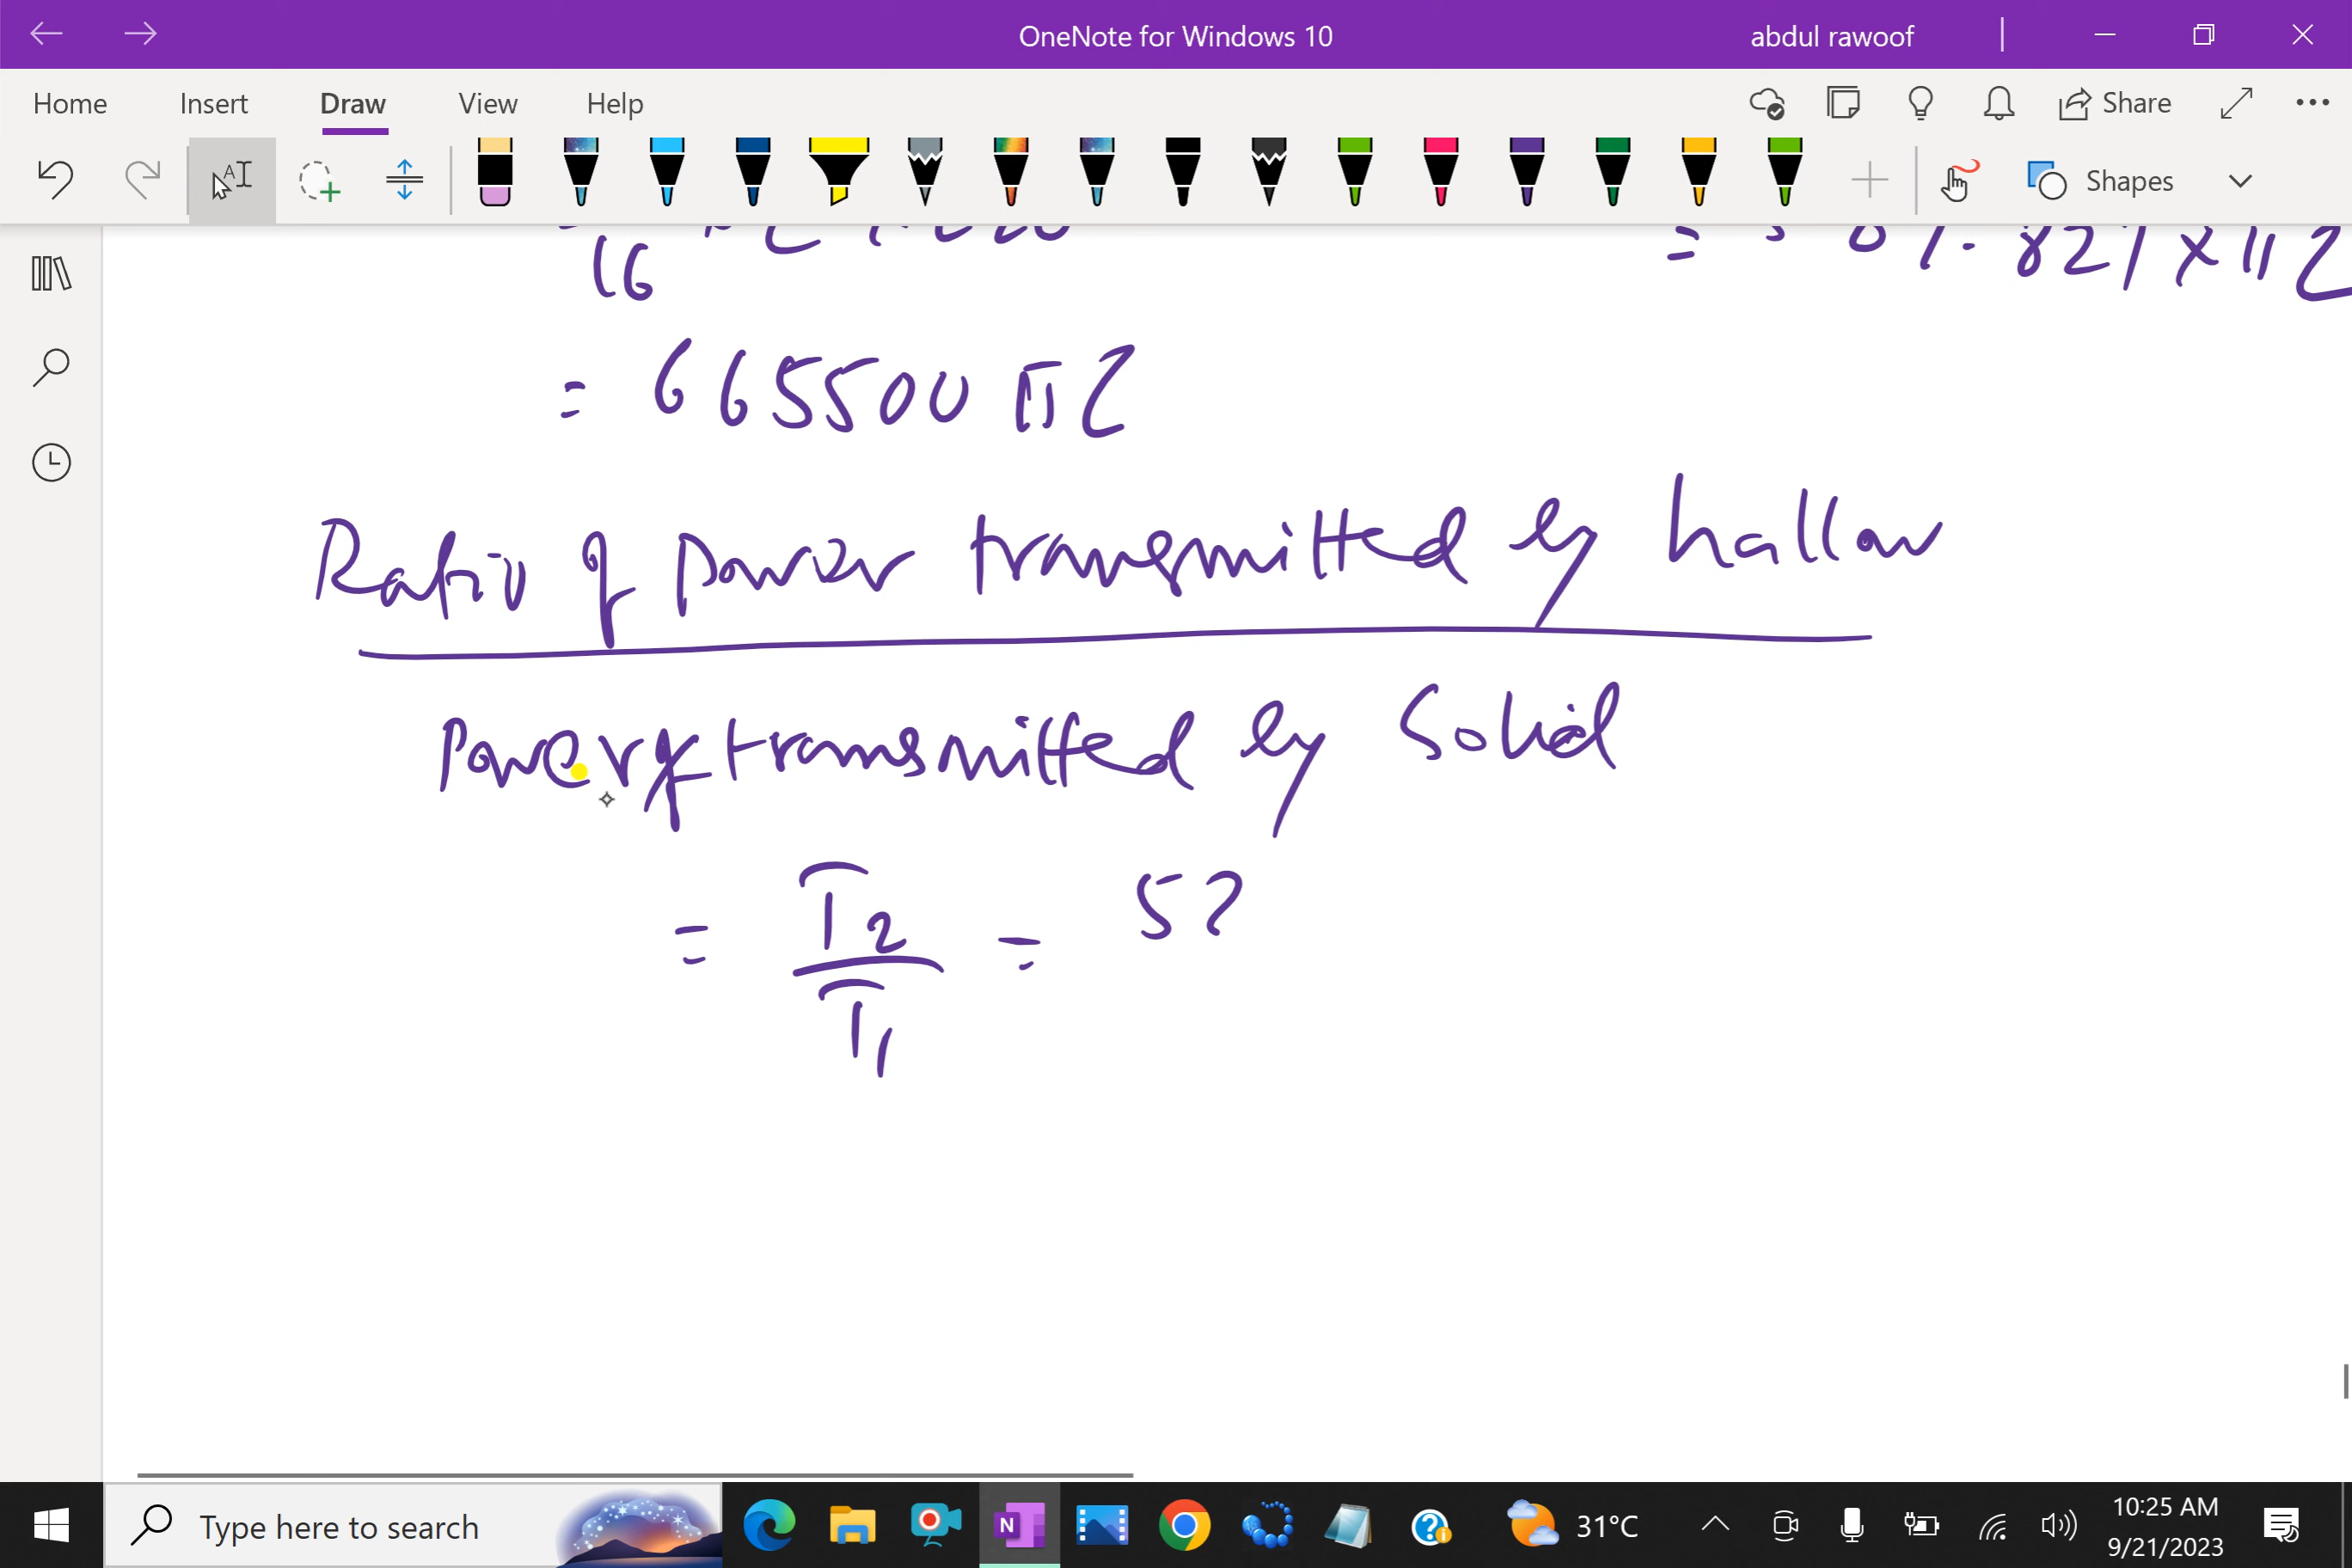 OneNote for Windows 10
abdul rawoof
Home Insert Draw View Help
Share
Shapes
16
= 665500 π τ
Ratio of power transmitted by hallow
Power of transmitted by Solid
= T2 / T1 = 52
Type here to search
31°C
10:25 AM
9/21/2023